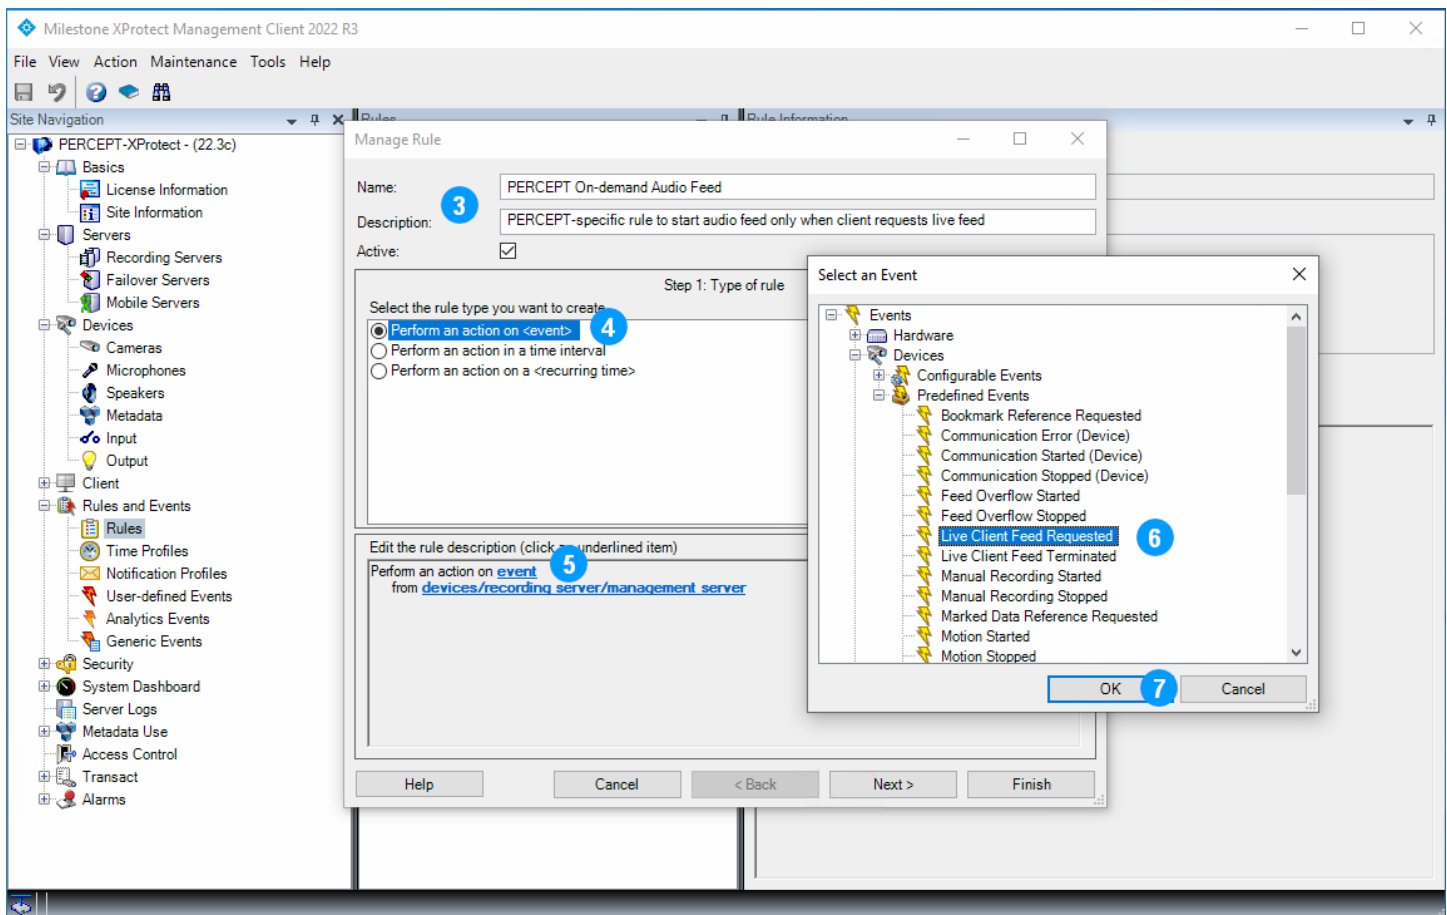 Milestone XProtect Management Client 2022 R3
File View Action Maintenance Tools Help
Site Navigation
PERCEPT-XProtect - (22.3c)
Basics
License Information
Site Information
Servers
Recording Servers
Failover Servers
Mobile Servers
Devices
Cameras
Microphones
Speakers
Metadata
Input
Output
Client
Rules and Events
Rules
Time Profiles
Notification Profiles
User-defined Events
Analytics Events
Generic Events
Security
System Dashboard
Server Logs
Metadata Use
Access Control
Transact
Alarms
Rules
Rule Information
Manage Rule
Name: PERCEPT On-demand Audio Feed
3
Description: PERCEPT-specific rule to start audio feed only when client requests live feed
Active:
Step 1: Type of rule
Select the rule type you want to create
Perform an action on <event> 4
Perform an action in a time interval
Perform an action on a <recurring time>
Edit the rule description (click an underlined item)
5
Perform an action on event
from devices/recording server/management server
Help Cancel < Back Next > Finish
Select an Event
Events
Hardware
Devices
Configurable Events
Predefined Events
Bookmark Reference Requested
Communication Error (Device)
Communication Started (Device)
Communication Stopped (Device)
Feed Overflow Started
Feed Overflow Stopped
Live Client Feed Requested 6
Live Client Feed Terminated
Manual Recording Started
Manual Recording Stopped
Marked Data Reference Requested
Motion Started
Motion Stopped
OK 7 Cancel